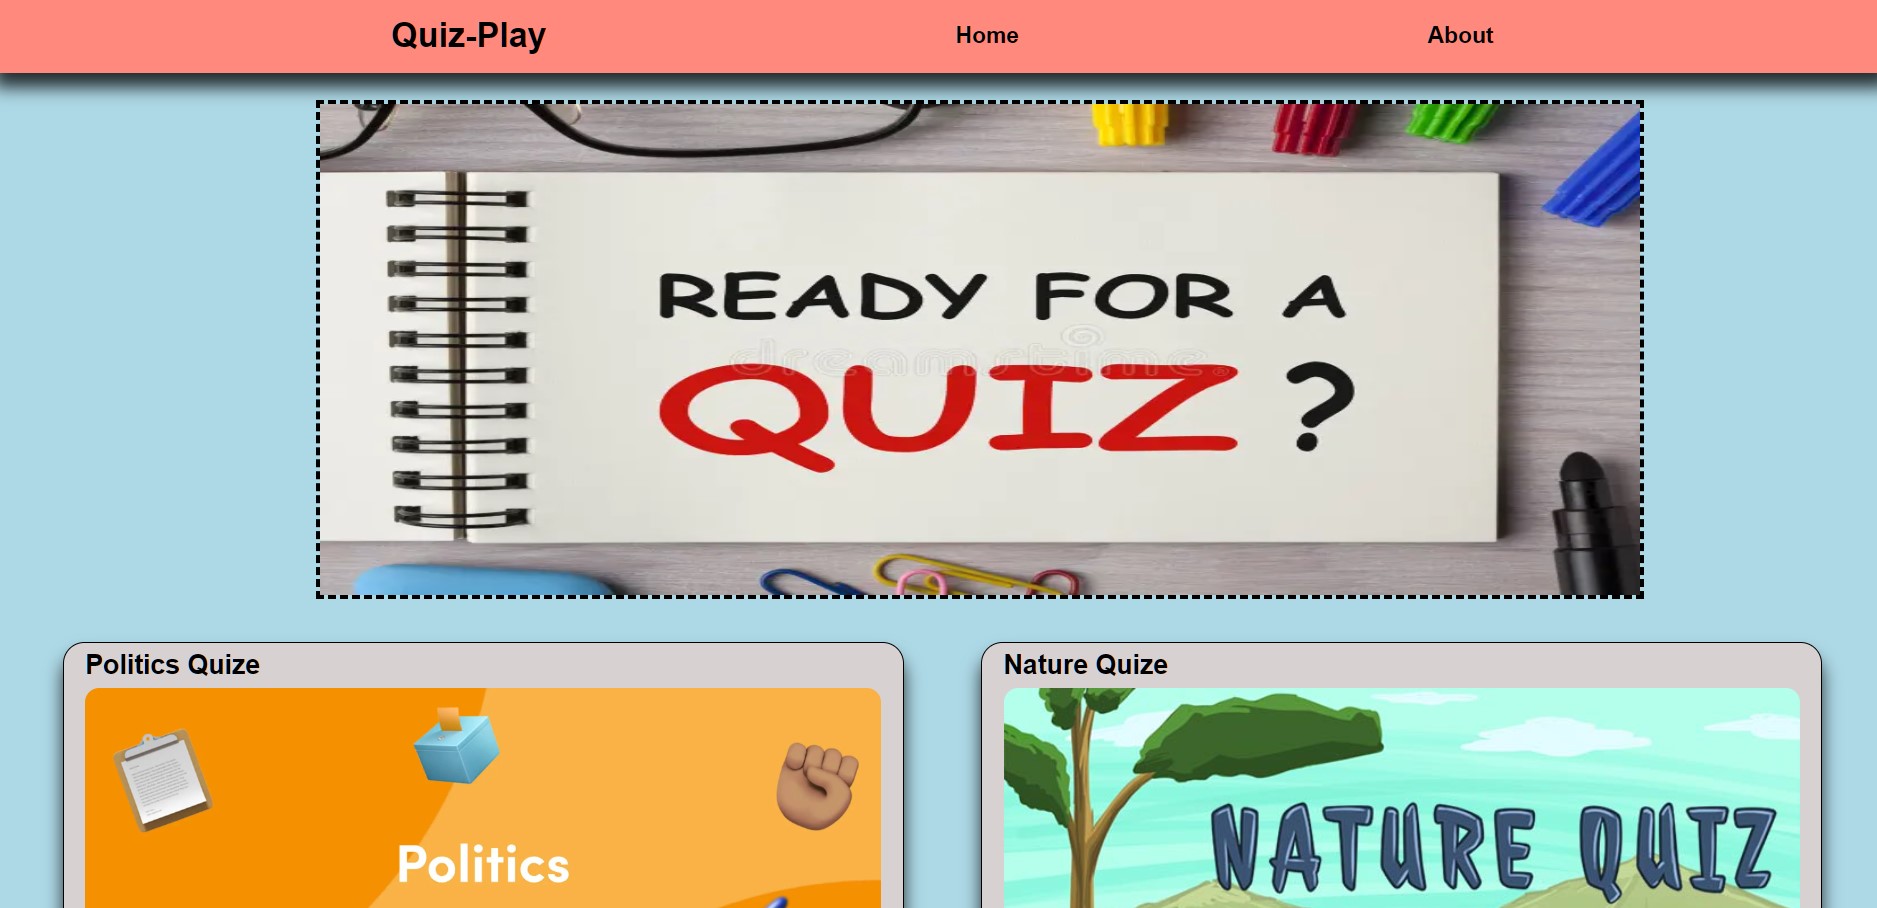 Quiz-Play Home About
READY FOR A
dreamstime.
QUIZ ?
Politics Quize
Nature Quize
Politics
NATURE QUIZ